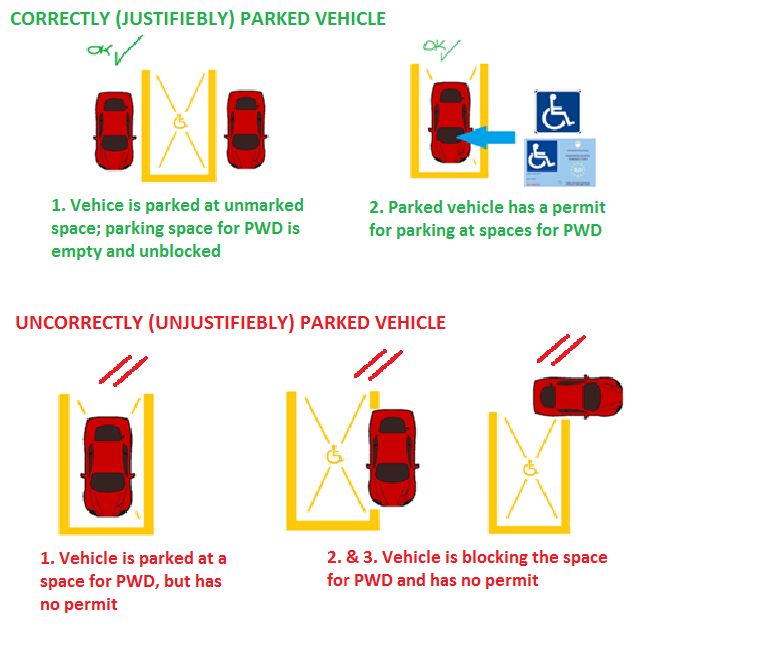 CORRECTLY (JUSTIFIEBLY) PARKED VEHICLE
OK
OK
1. Vehice is parked at unmarked
space; parking space for PWD is
empty and unblocked
2. Parked vehicle has a permit
for parking at spaces for PWD
UNCORRECTLY (UNJUSTIFIEBLY) PARKED VEHICLE
1. Vehicle is parked at a
space for PWD, but has
no permit
2. & 3. Vehicle is blocking the space
for PWD and has no permit